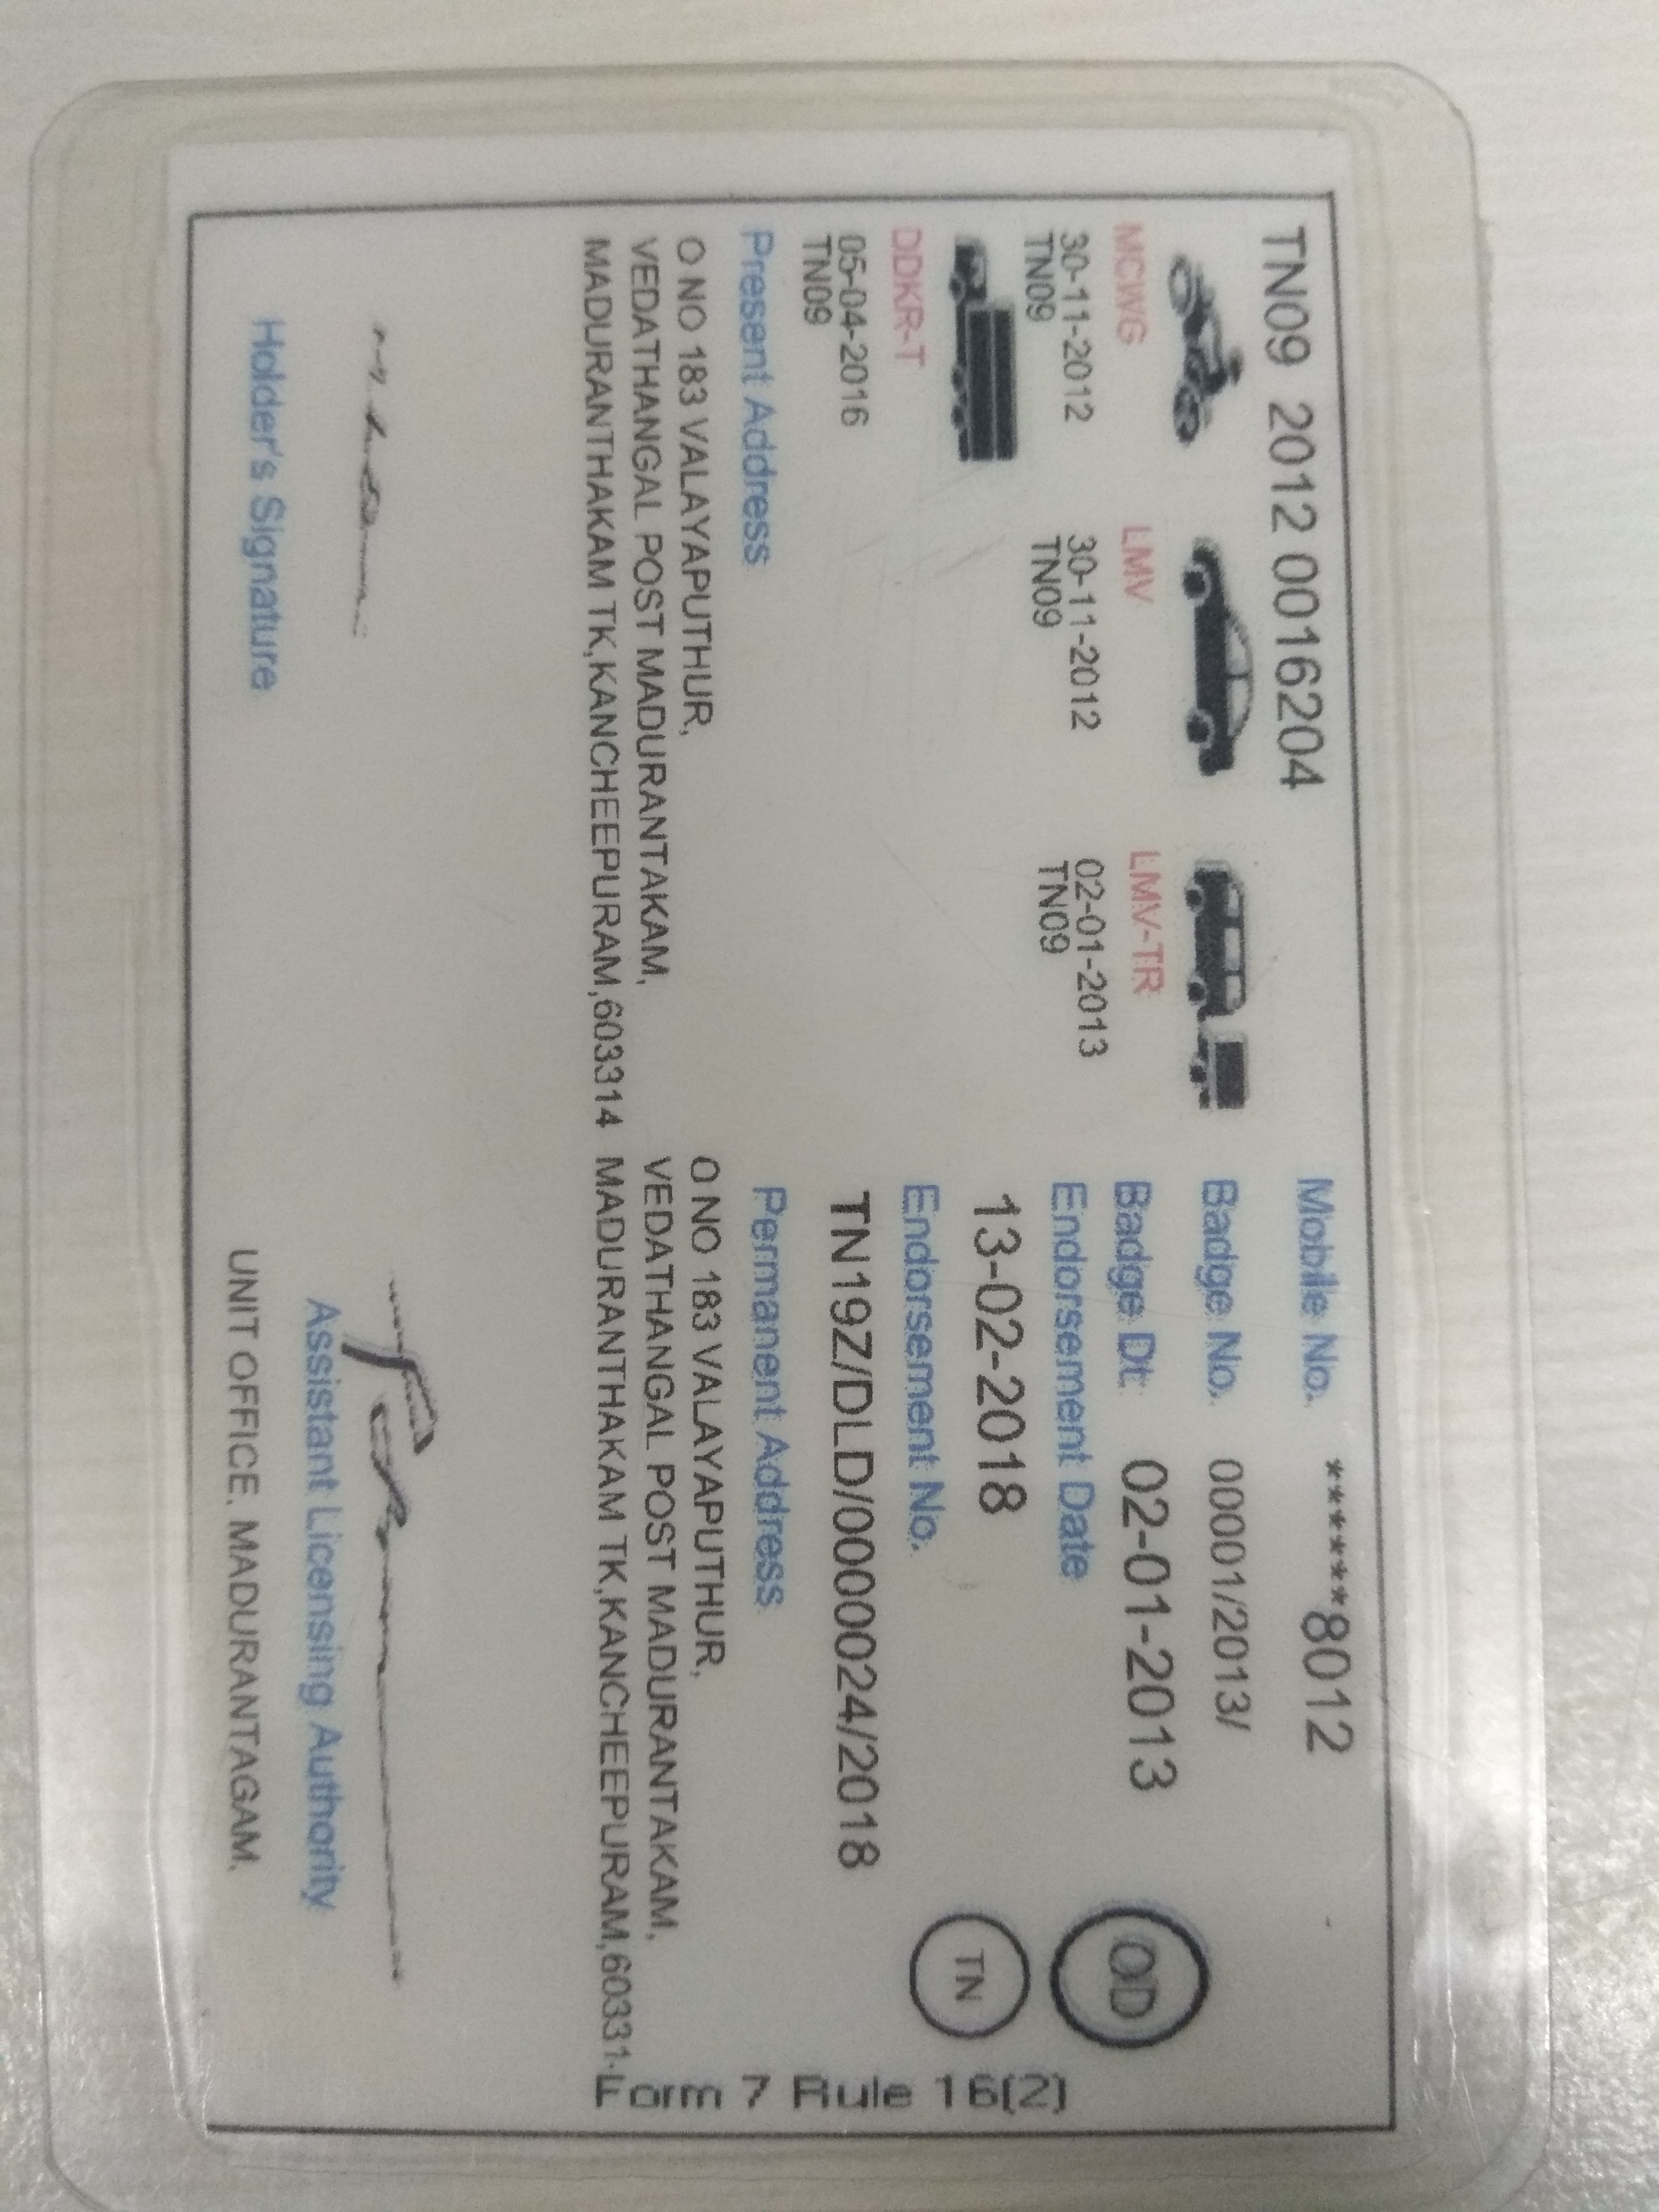 TN09 2012 0016204
Mobile No. ******8012
Badge No. 00001/2013/
MCWG LMV LMV-TR
Badge Dt. 02-01-2013
30-11-2012 30-11-2012 02-01-2013
TN09 TN09 TN09
Endorsement Date
13-02-2018
OD
DDKR-T
Endorsement No.
TN
05-04-2016
TN09
TN19Z/DLD/0000024/2018
Present Address
Permanent Address
O NO 183 VALAYAPUTHUR,
VEDATHANGAL POST MADURANTAKAM,
MADURANTHAKAM TK,KANCHEEPURAM,603314
O NO 183 VALAYAPUTHUR,
VEDATHANGAL POST MADURANTAKAM,
MADURANTHAKAM TK,KANCHEEPURAM,60331
Rule 16(2)
Holder's Signature
Assistant Licensing Authority
UNIT OFFICE, MADURANTAGAM.